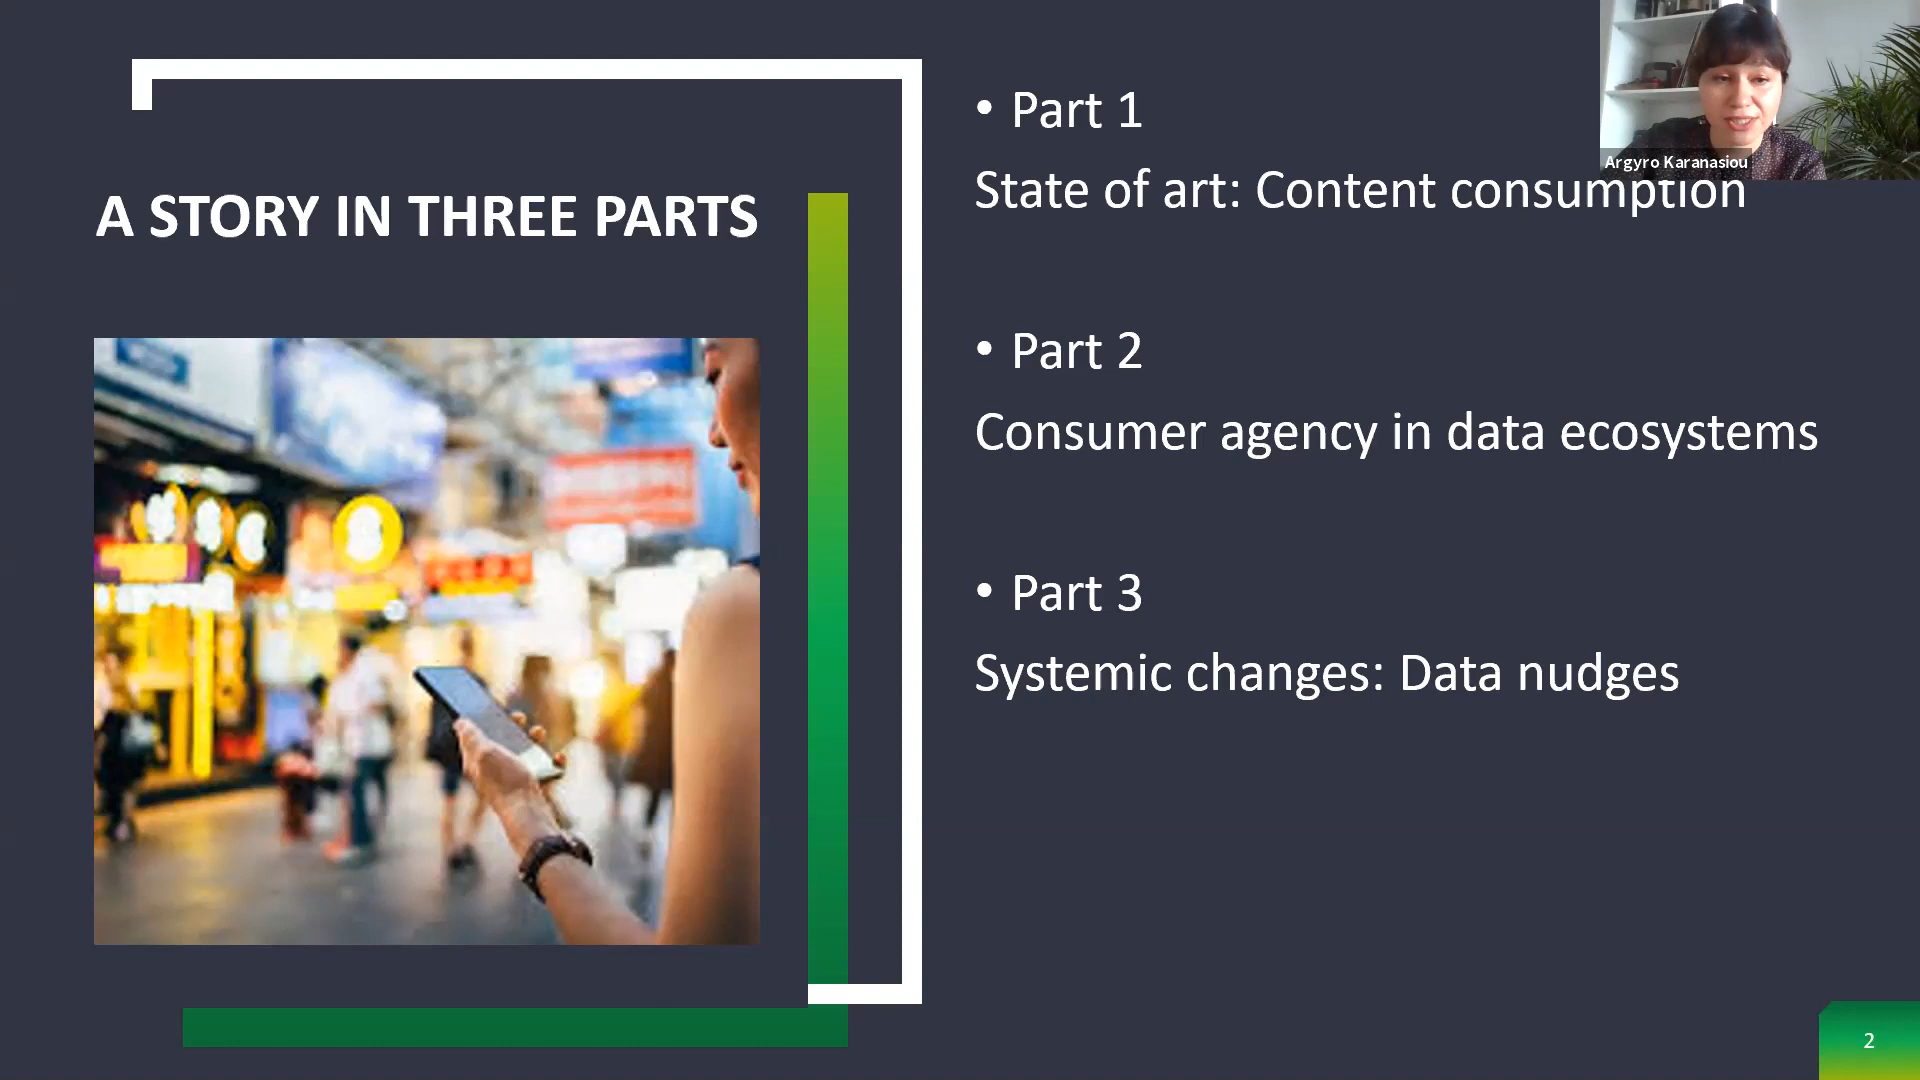 A STORY IN THREE PARTS
• Part 1
State of art: Content consumption
• Part 2
Consumer agency in data ecosystems
• Part 3
Systemic changes: Data nudges
Argyro Karanasiou
2